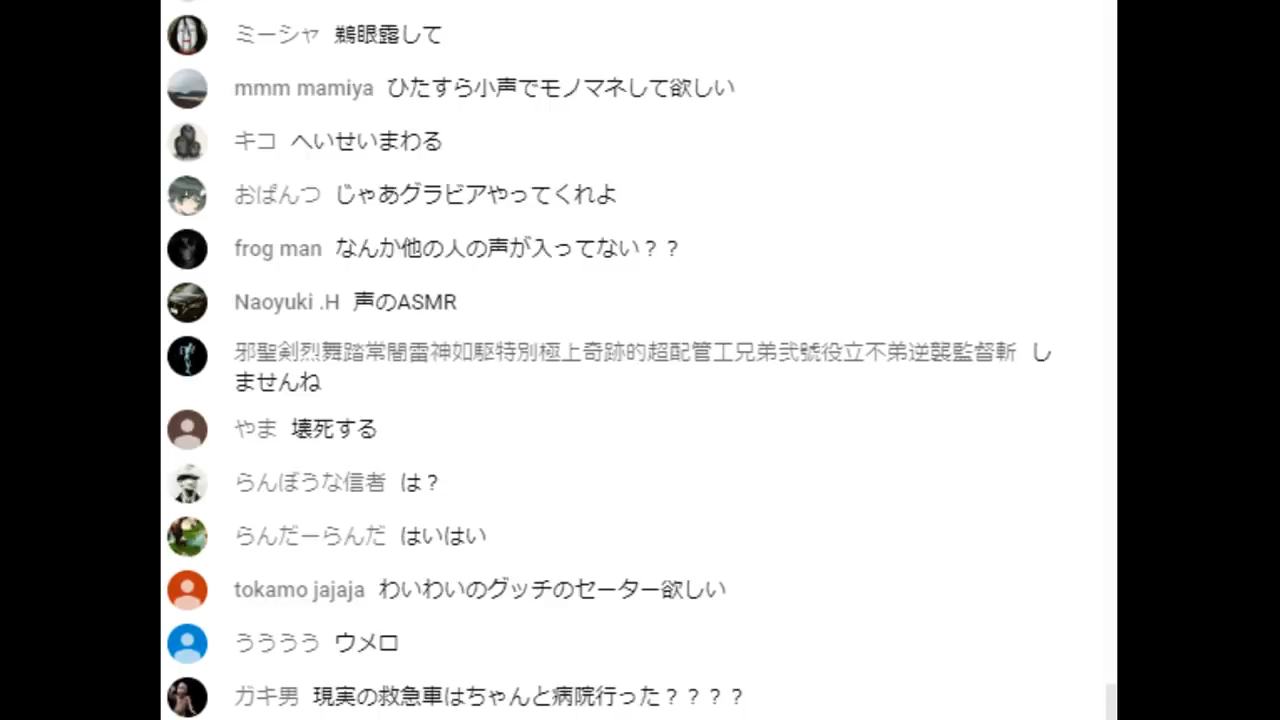 ミーシャ 鵜眼露して
mmm mamiya ひたすら小声でモノマネして欲しい
キコ へいせいまわる
おぱんつ じゃあグラビアやってくれよ
frog man なんか他の人の声が入ってない？？
Naoyuki .H 声のASMR
邪聖剣烈舞踏常闇雷神如駆特別極上奇跡的超配管工兄弟弐號役立不弟逆襲監督斬 し
ませんね
やま 壊死する
らんぼうな信者 は？
らんだーらんだ はいはい
tokamo jajaja わいわいのグッチのセーター欲しい
うううう ウメロ
ガキ男 現実の救急車はちゃんと病院行った？？？？